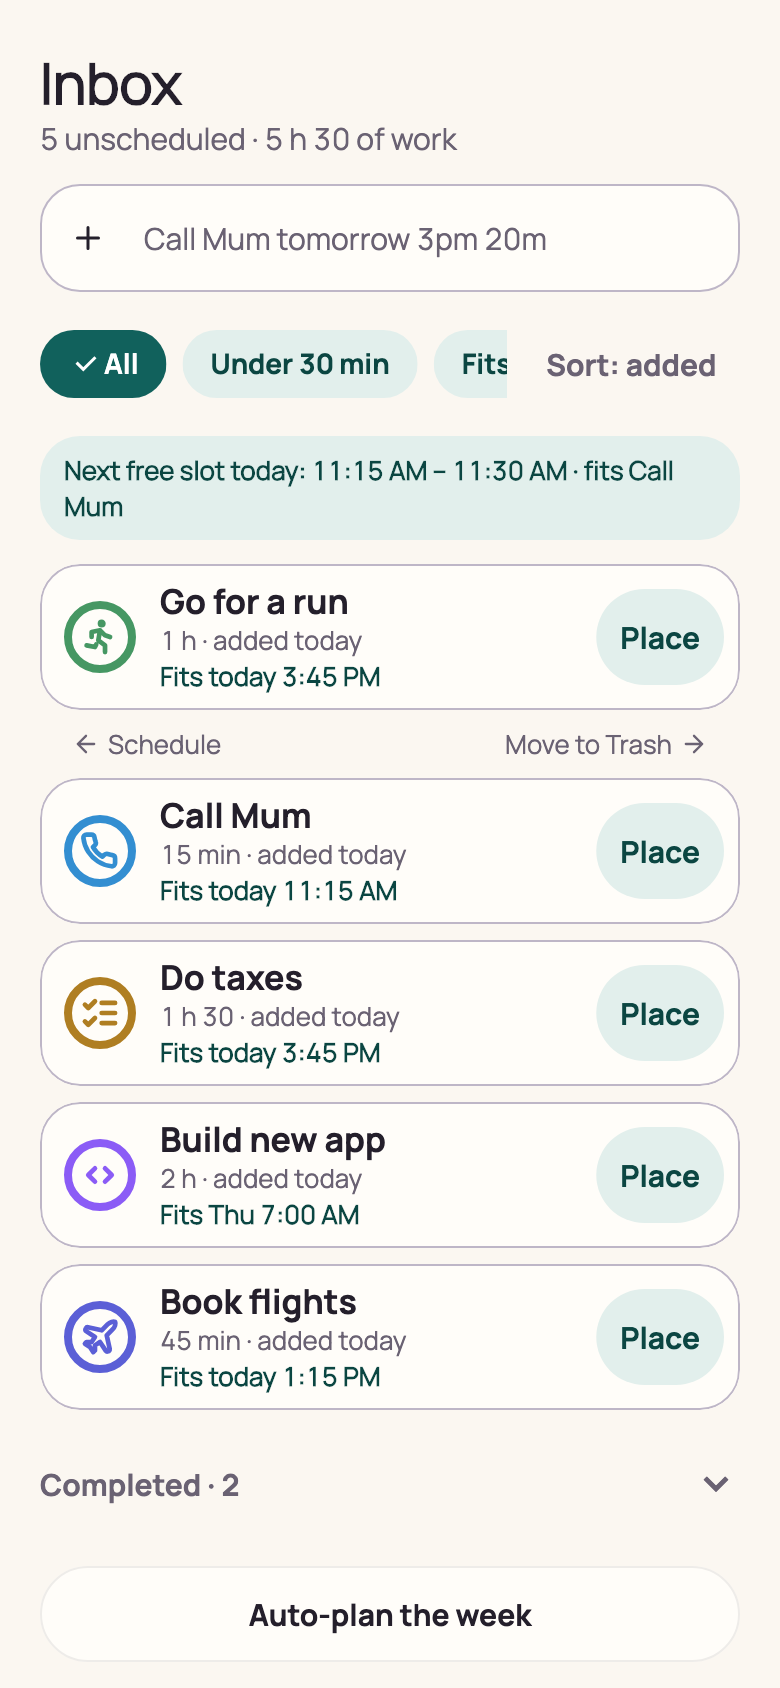 Inbox
5 unscheduled · 5 h 30 of work
Call Mum tomorrow 3pm 20m
All
Under 30 min
Fits
Sort: added
Next free slot today: 11:15 AM – 11:30 AM · fits Call
Mum
Go for a run
1 h · added today
Fits today 3:45 PM
Place
← Schedule
Move to Trash →
Call Mum
15 min · added today
Fits today 11:15 AM
Place
Do taxes
1 h 30 · added today
Fits today 3:45 PM
Place
Build new app
2 h · added today
Fits Thu 7:00 AM
Place
Book flights
45 min · added today
Fits today 1:15 PM
Place
Completed · 2
Auto-plan the week